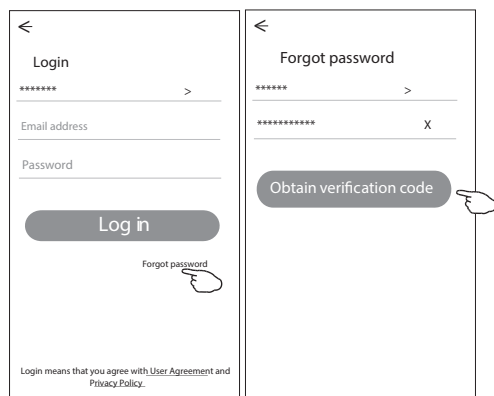 Login
******* >
Email address
Password
Log in
Forgot password
Login means that you agree with User Agreement and
Privacy Policy
Forgot password
****** >
*********** X
Obtain verification code